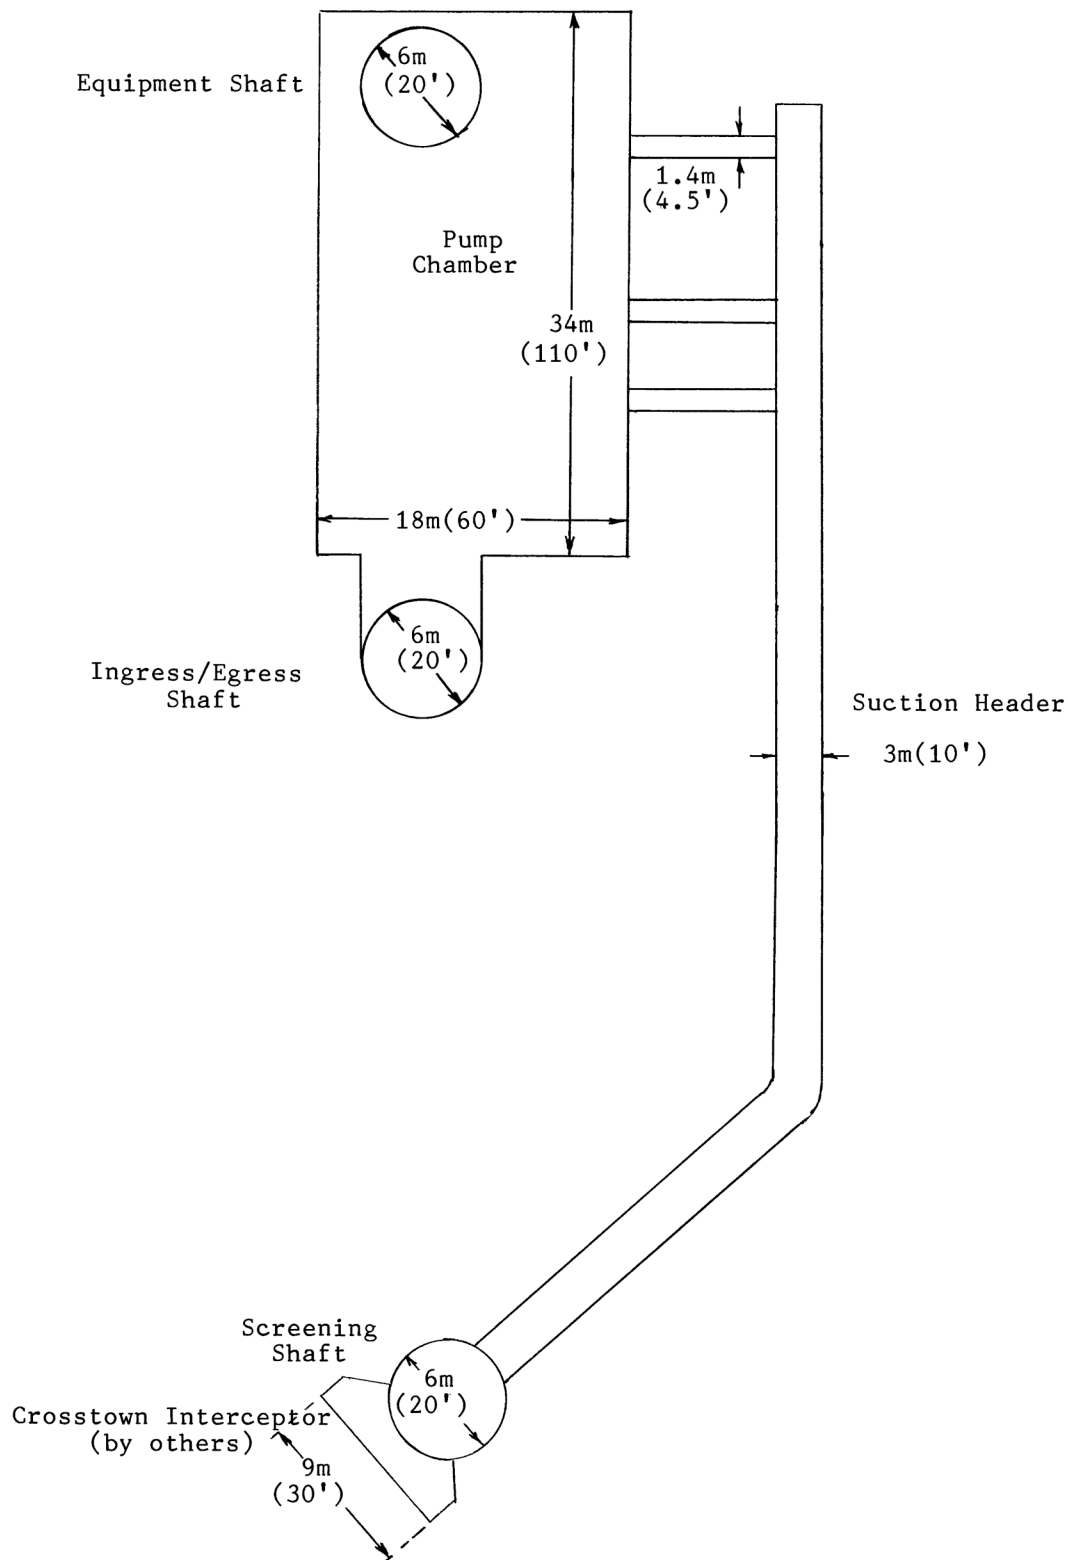 6m
(20')
Equipment Shaft
1.4m
(4.5')
Pump
Chamber
34m
(110')
18m(60')
6m
(20')
Ingress/Egress
Shaft
Suction Header
3m(10')
Screening
Shaft
6m
(20')
Crosstown Interceptor
(by others)
9m
(30')